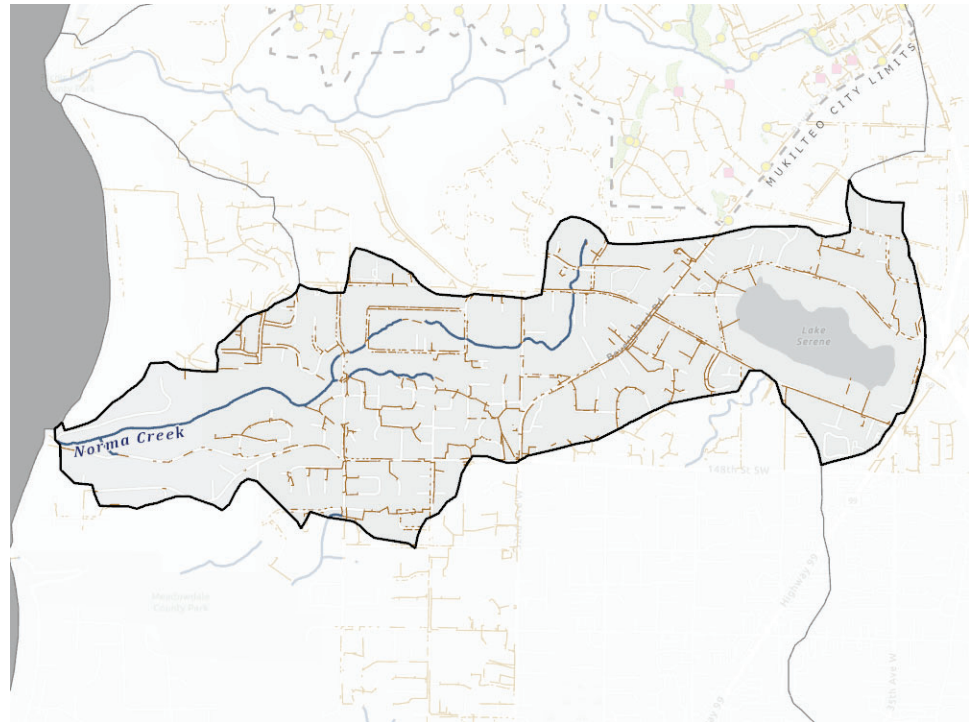 MUKILTEO CITY LIMITS
Lake
Serene
Norma Creek
148th St SW
Meadowdale
County Park
Highway 99
35th Ave W